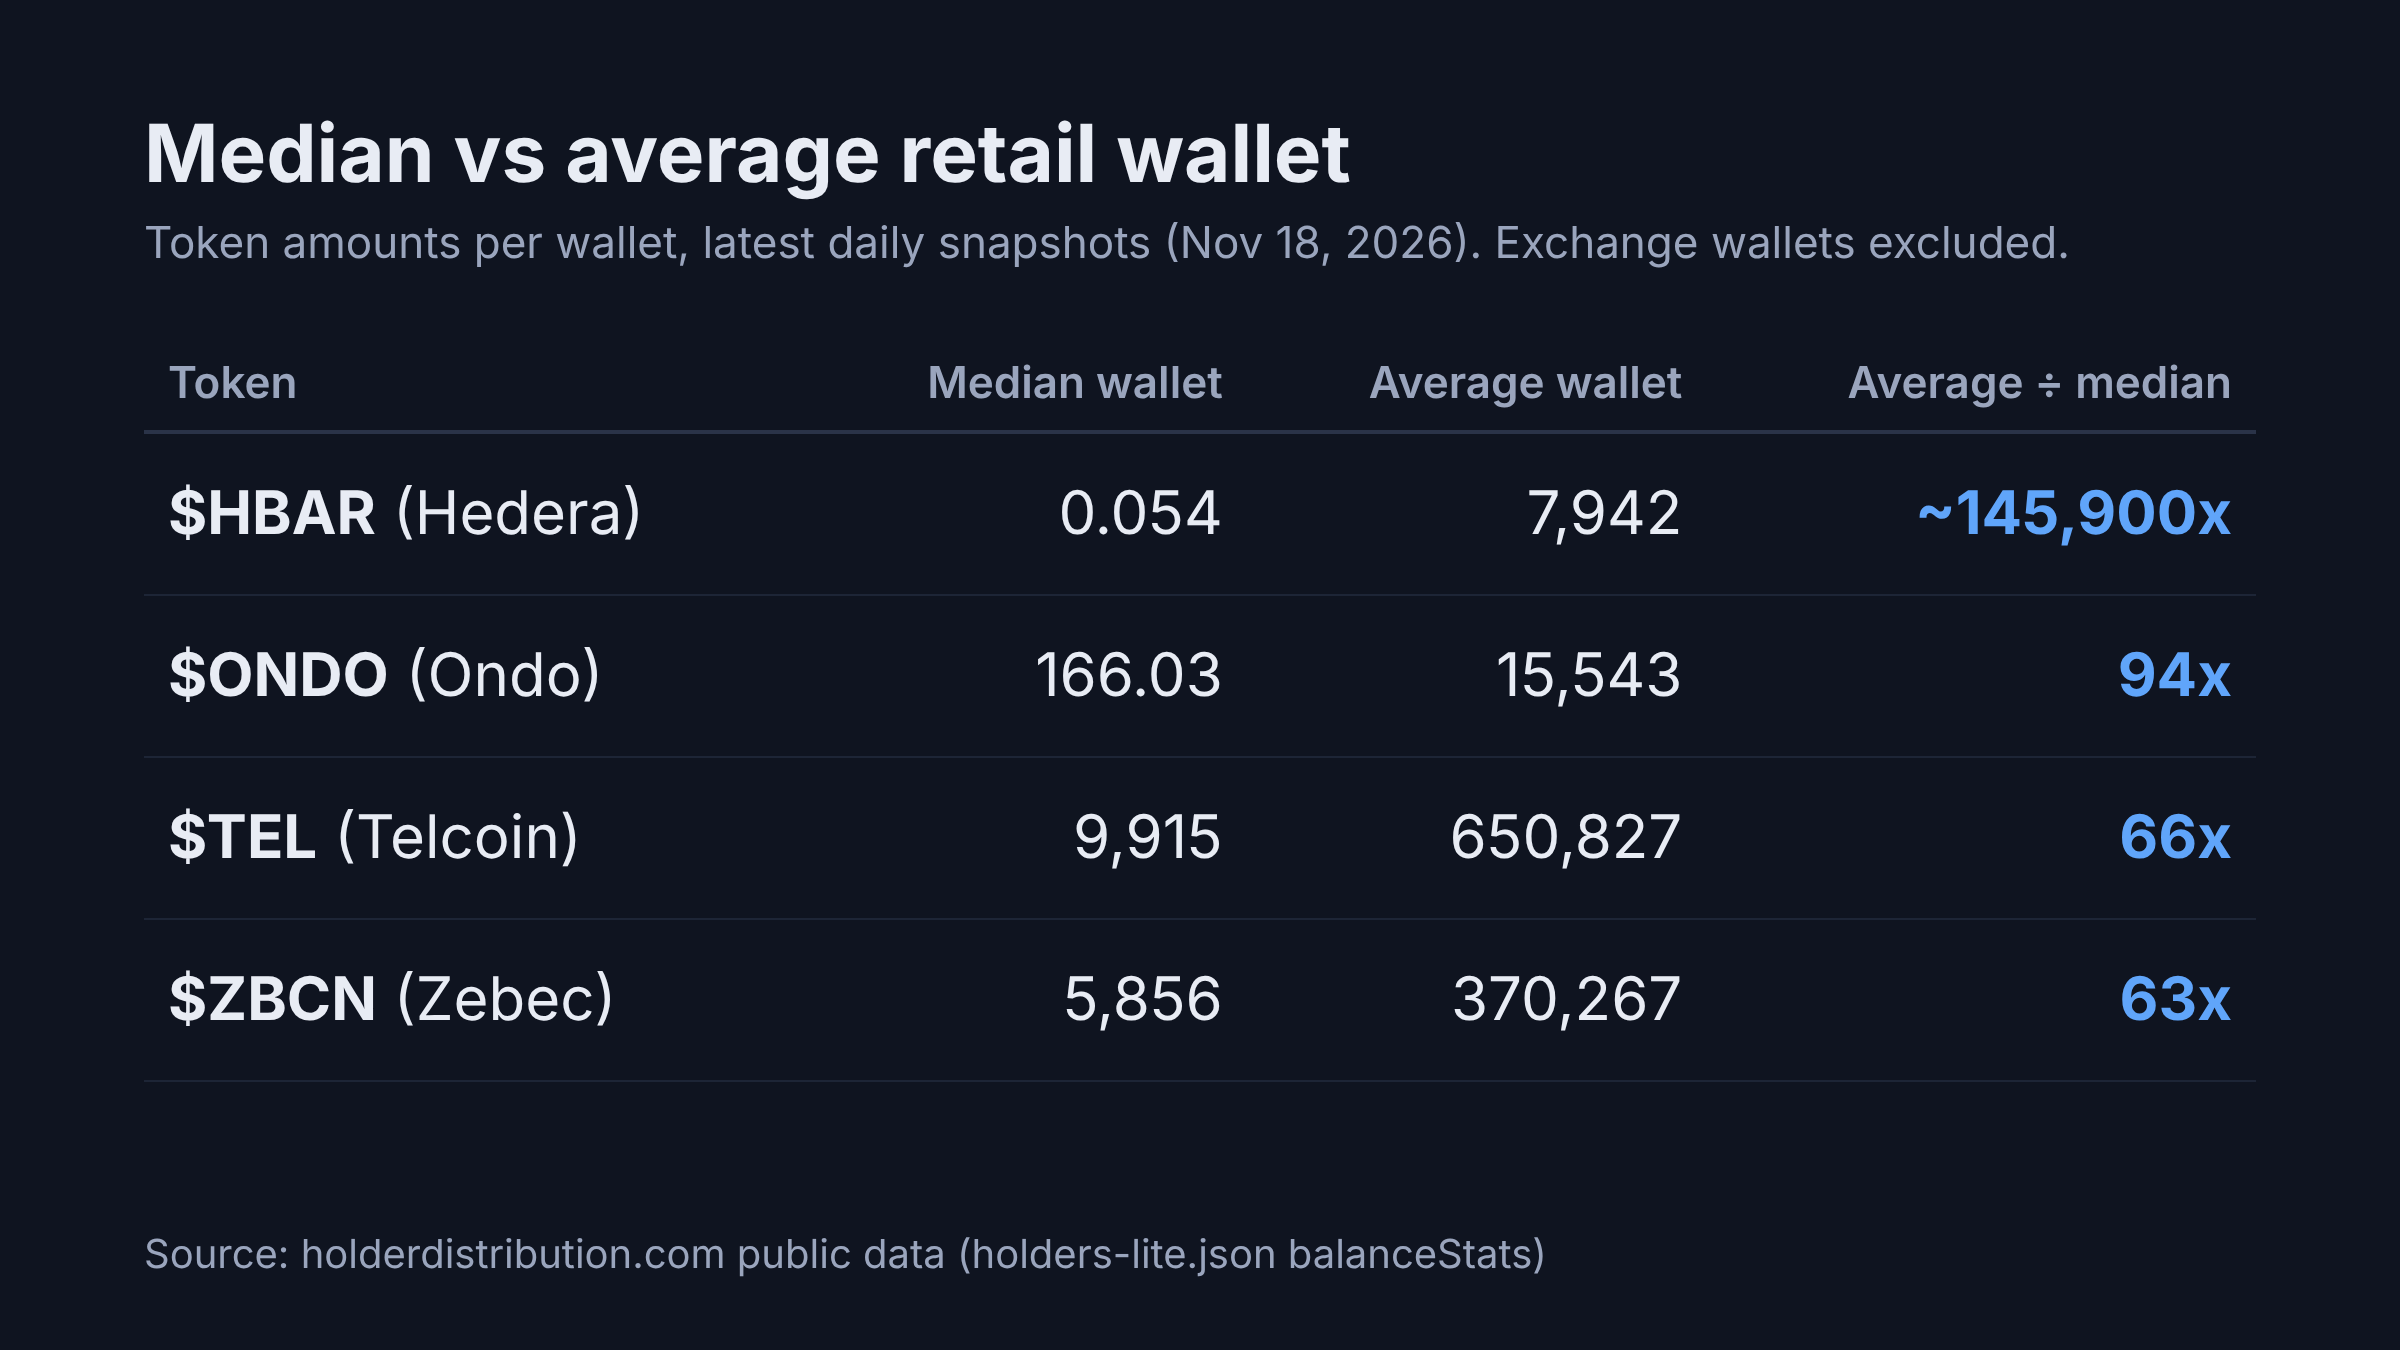 Median vs average retail wallet
Token amounts per wallet, latest daily snapshots (Nov 18, 2026). Exchange wallets excluded.
Token Median wallet Average wallet Average ÷ median
$HBAR (Hedera) 0.054 7,942 ~145,900x
$ONDO (Ondo) 166.03 15,543 94x
$TEL (Telcoin) 9,915 650,827 66x
$ZBCN (Zebec) 5,856 370,267 63x
Source: holderdistribution.com public data (holders-lite.json balanceStats)